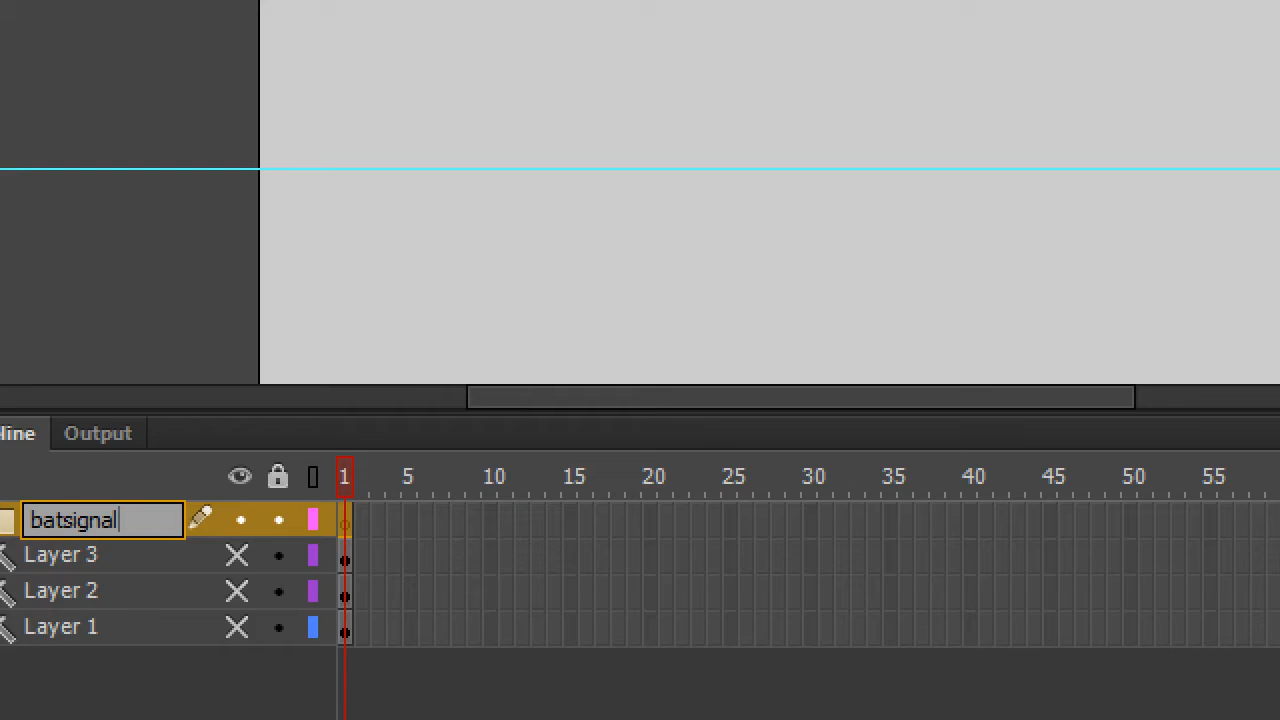 line Output
1 5 10 15 20 25 30 35 40 45 50 55
batsignal
Layer 3
Layer 2
Layer 1